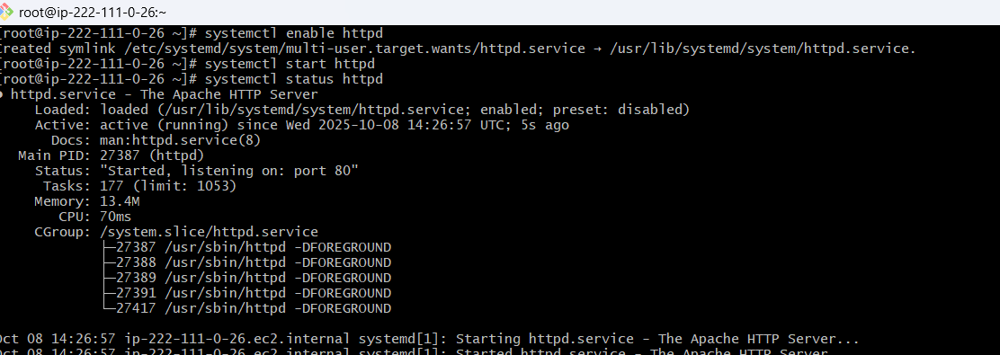 root@ip-222-111-0-26:~
[root@ip-222-111-0-26 ~]# systemctl enable httpd
Created symlink /etc/systemd/system/multi-user.target.wants/httpd.service → /usr/lib/systemd/system/httpd.service.
[root@ip-222-111-0-26 ~]# systemctl start httpd
[root@ip-222-111-0-26 ~]# systemctl status httpd
● httpd.service - The Apache HTTP Server
Loaded: loaded (/usr/lib/systemd/system/httpd.service; enabled; preset: disabled)
Active: active (running) since Wed 2025-10-08 14:26:57 UTC; 5s ago
Docs: man:httpd.service(8)
Main PID: 27387 (httpd)
Status: "Started, listening on: port 80"
Tasks: 177 (limit: 1053)
Memory: 13.4M
CPU: 70ms
CGroup: /system.slice/httpd.service
├─27387 /usr/sbin/httpd -DFOREGROUND
├─27388 /usr/sbin/httpd -DFOREGROUND
├─27389 /usr/sbin/httpd -DFOREGROUND
├─27391 /usr/sbin/httpd -DFOREGROUND
└─27417 /usr/sbin/httpd -DFOREGROUND
Oct 08 14:26:57 ip-222-111-0-26.ec2.internal systemd[1]: Starting httpd.service - The Apache HTTP Server...
Oct 08 14:26:57 ip-222-111-0-26.ec2.internal systemd[1]: Started httpd.service - The Apache HTTP Server